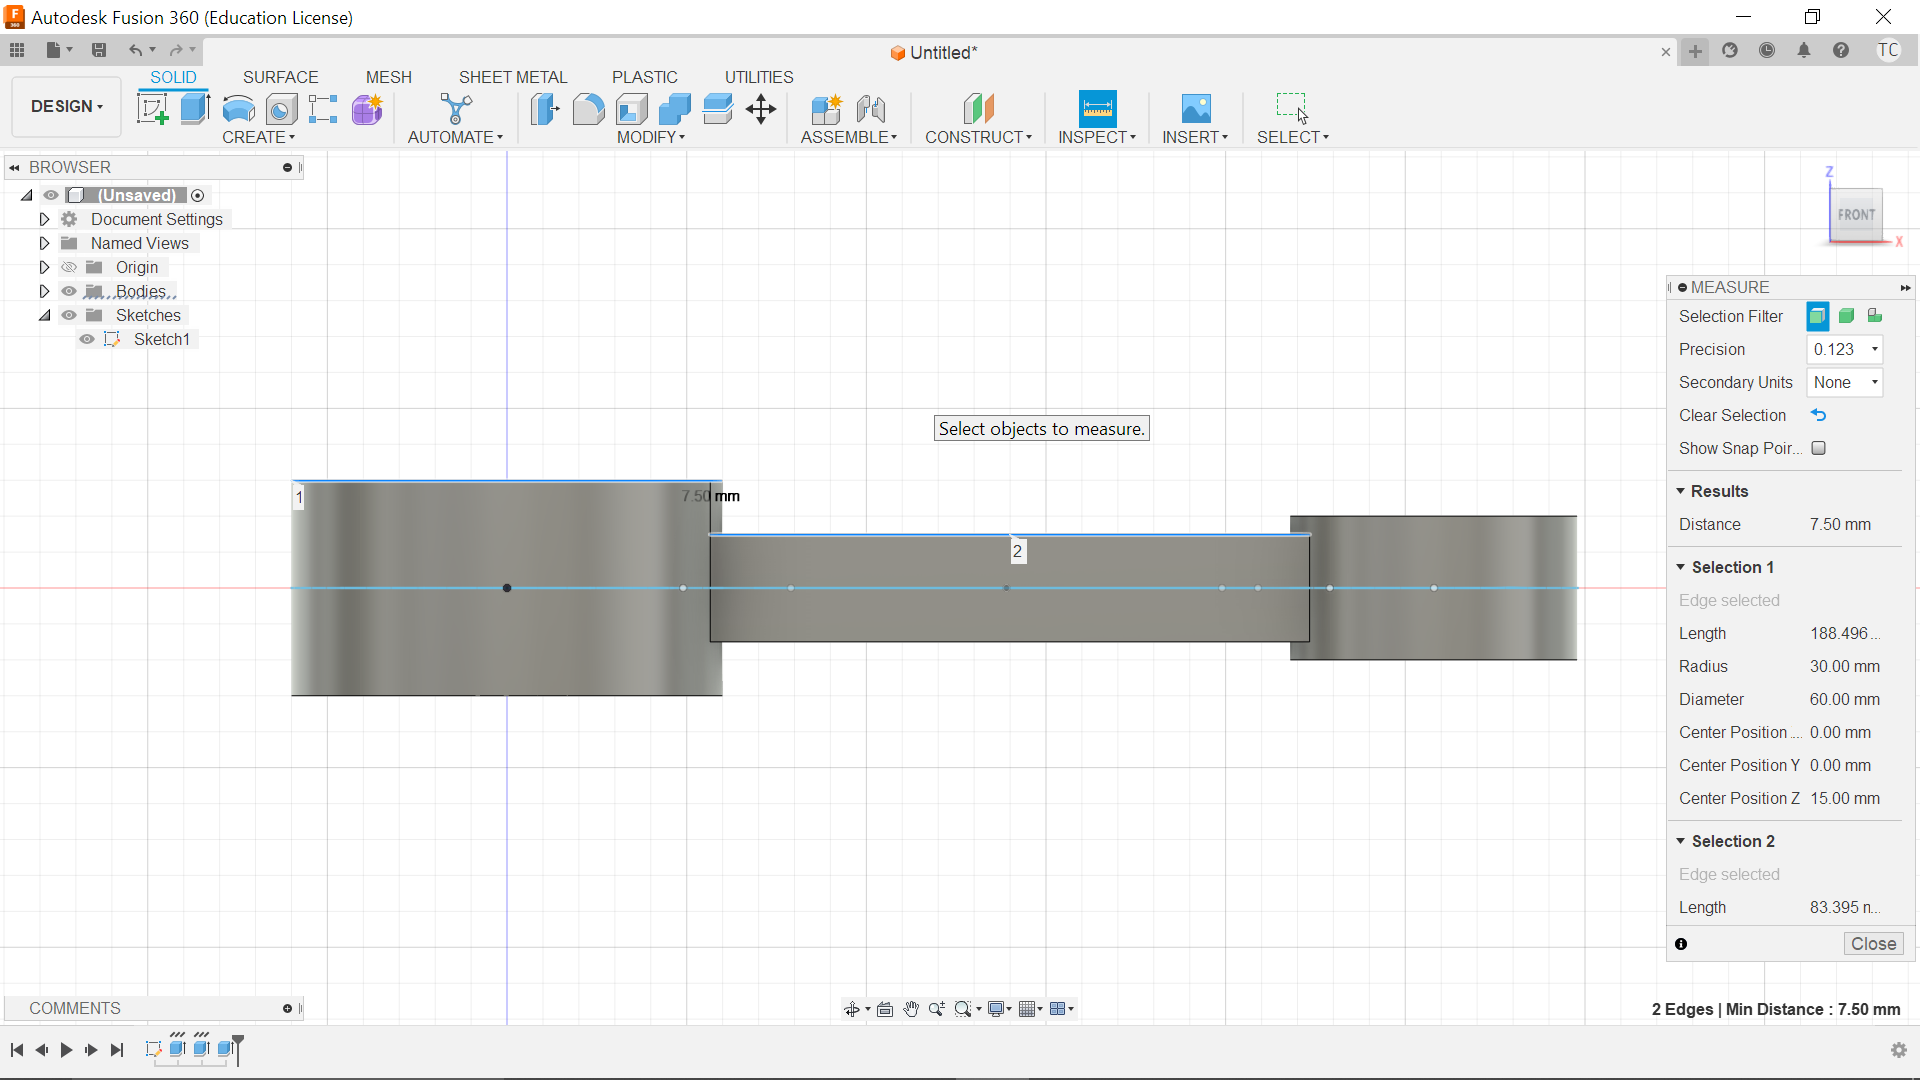 Autodesk Fusion 360 (Education License)
Untitled*
TC
SOLID SURFACE MESH SHEET METAL PLASTIC UTILITIES
DESIGN
CREATE AUTOMATE MODIFY ASSEMBLE CONSTRUCT INSPECT INSERT SELECT
BROWSER
(Unsaved)
Document Settings
Named Views
Origin
Bodies
Sketches
Sketch1
Z
FRONT
X
Select objects to measure.
1
7.50 mm
2
MEASURE
Selection Filter
Precision 0.123
Secondary Units None
Clear Selection
Show Snap Poir...
Results
Distance 7.50 mm
Selection 1
Edge selected
Length 188.496...
Radius 30.00 mm
Diameter 60.00 mm
Center Position ... 0.00 mm
Center Position Y 0.00 mm
Center Position Z 15.00 mm
Selection 2
Edge selected
Length 83.395 n...
Close
COMMENTS
2 Edges | Min Distance : 7.50 mm